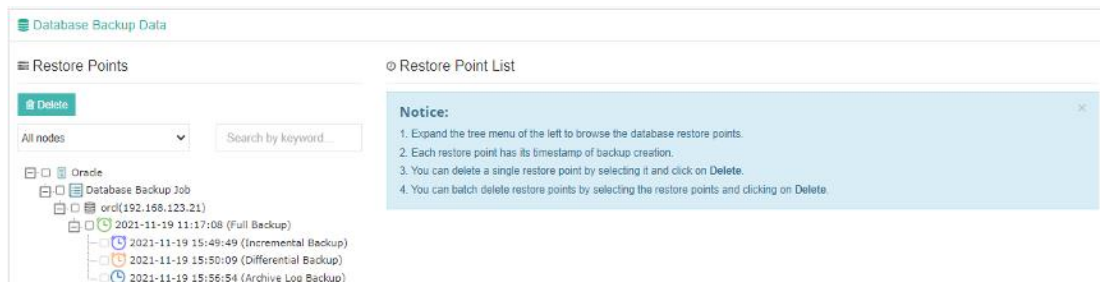 Database Backup Data
Restore Points
Delete
All nodes
Search by keyword...
Oracle
Database Backup Job
orcl(192.168.123.21)
2021-11-19 11:17:08 (Full Backup)
2021-11-19 15:49:49 (Incremental Backup)
2021-11-19 15:50:09 (Differential Backup)
2021-11-19 15:56:54 (Archive Log Backup)
Restore Point List
Notice:
1. Expand the tree menu of the left to browse the database restore points.
2. Each restore point has its timestamp of backup creation.
3. You can delete a single restore point by selecting it and click on Delete.
4. You can batch delete restore points by selecting the restore points and clicking on Delete.
×